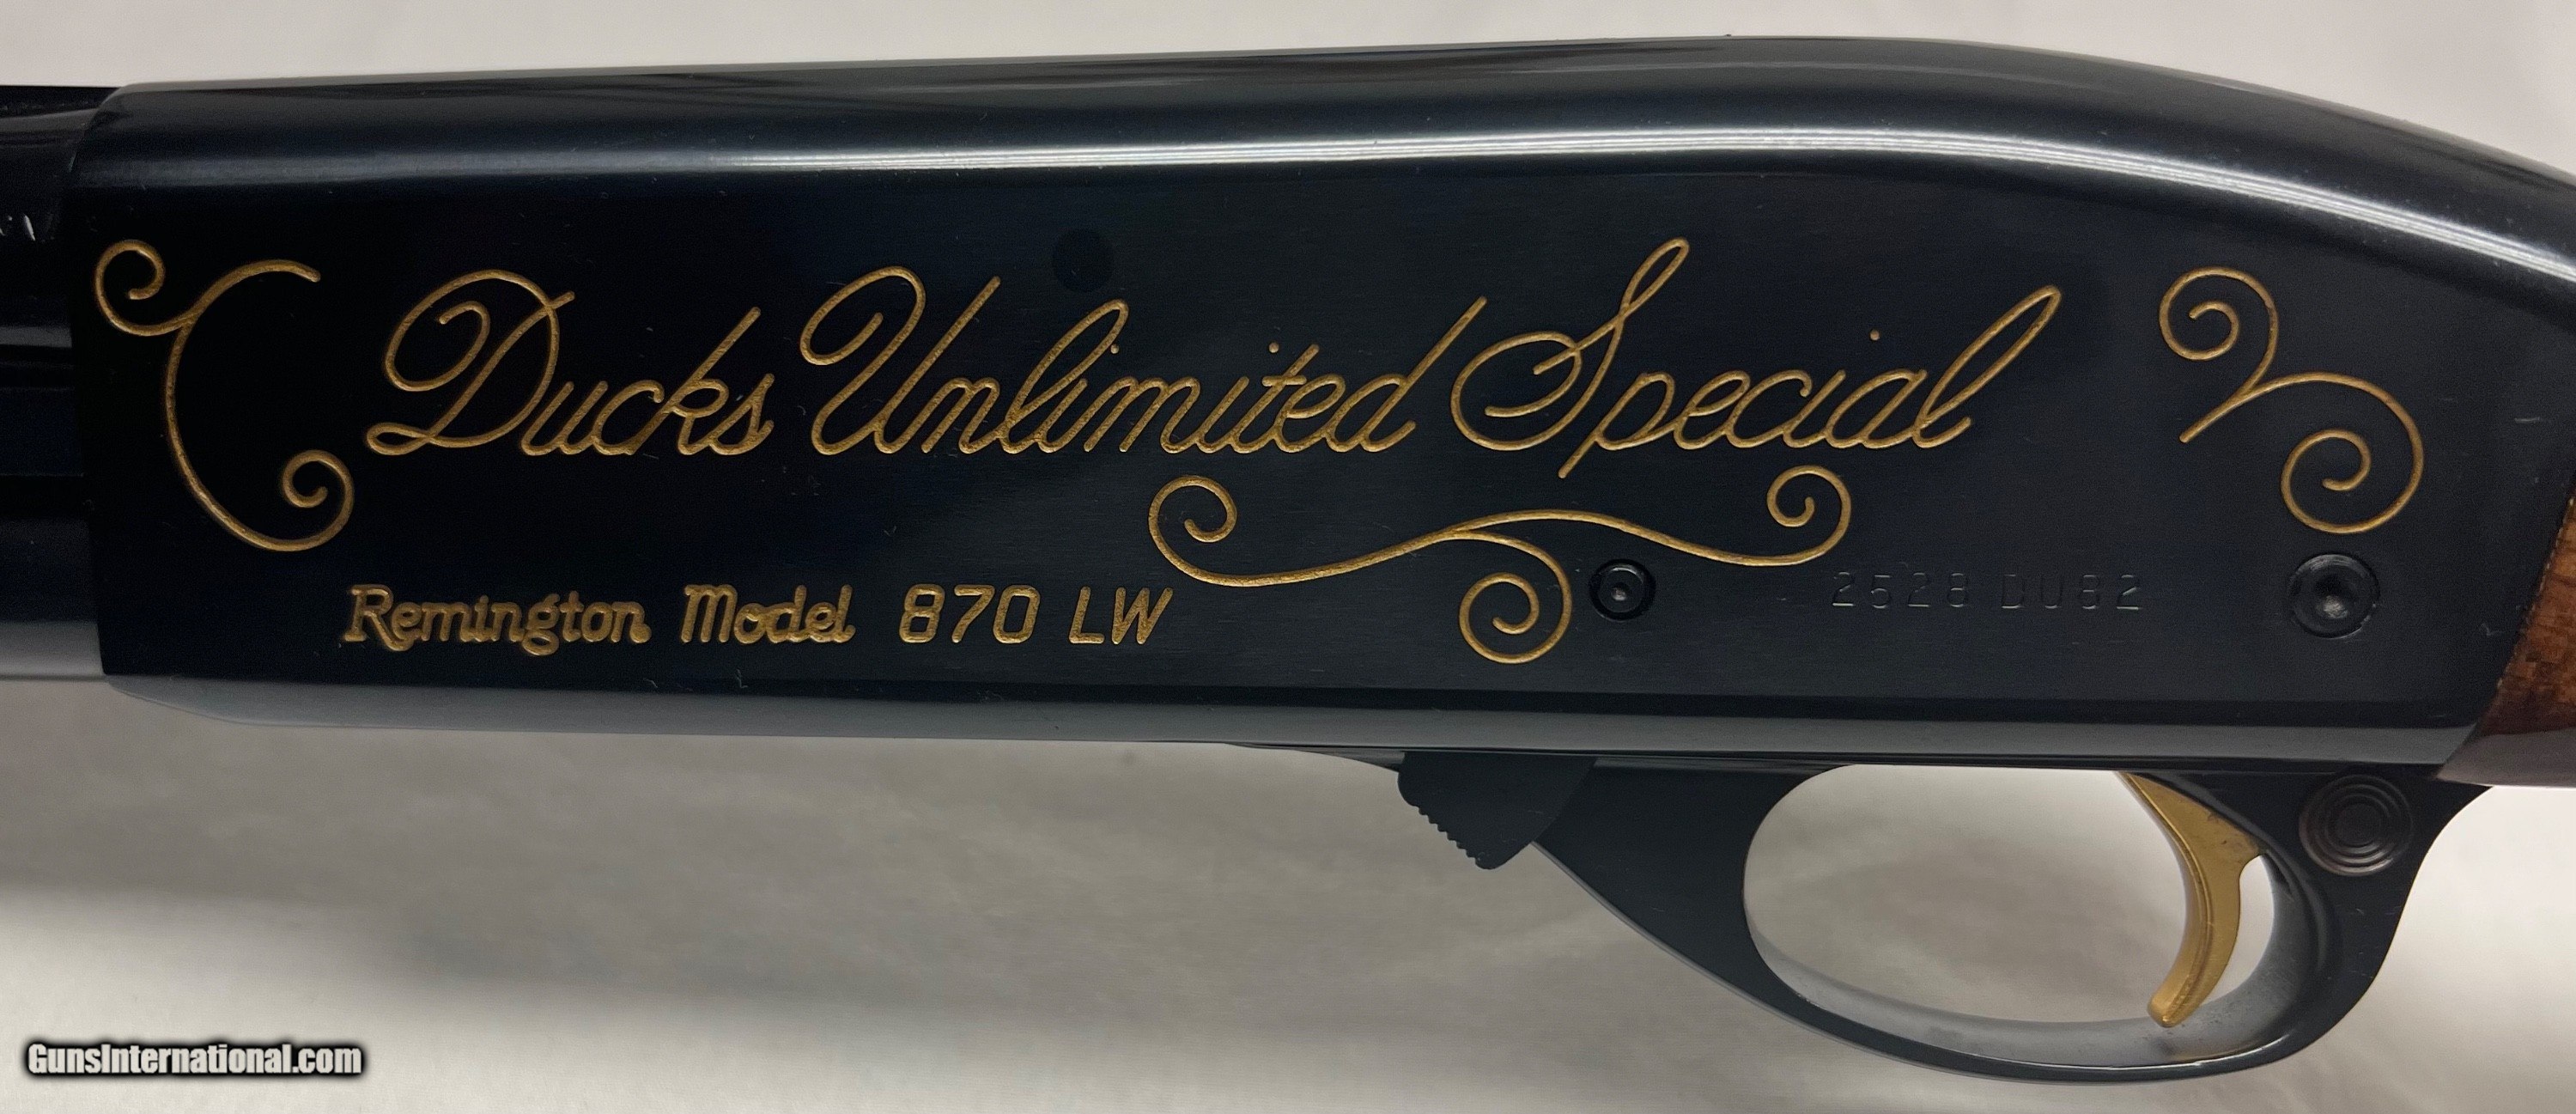 Ducks Unlimited Special
Remington Model 870 LW
2528 DU82
GunsInternational.com